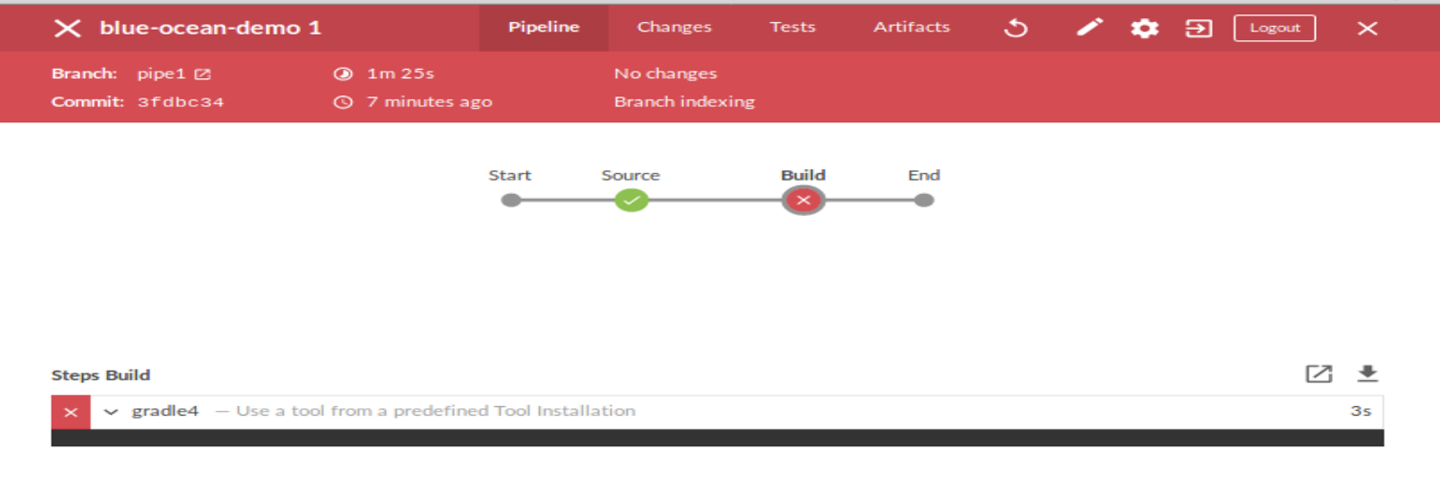 blue-ocean-demo 1 Pipeline Changes Tests Artifacts Logout
Branch: pipe1 1m 25s No changes
Commit: 3fdbc34 7 minutes ago Branch indexing
Start Source Build End
Steps Build
gradle4 — Use a tool from a predefined Tool Installation 3s